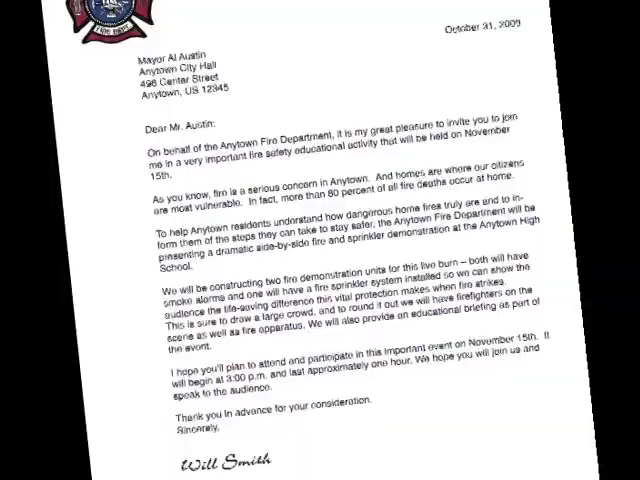 FIRE DEPT
October 31, 2009
Mayor Al Austin
Anytown City Hall
498 Center Street
Anytown, US 12345
Dear Mr. Austin:
On behalf of the Anytown Fire Department, it is my great pleasure to invite you to join
me in a very important fire safety educational activity that will be held on November
15th.
As you know, fire is a serious concern in Anytown. And homes are where our citizens
are most vulnerable. In fact, more than 80 percent of all fire deaths occur at home.
To help Anytown residents understand how dangerous home fires truly are and to in-
form them of the steps they can take to stay safer, the Anytown Fire Department will be
presenting a dramatic side-by-side fire and sprinkler demonstration at the Anytown High
School.
We will be constructing two fire demonstration units for this live burn – both will have
smoke alarms and one will have a fire sprinkler system installed so we can show the
audience the life-saving difference this vital protection makes when fire strikes.
This is sure to draw a large crowd, and to round it out we will have firefighters on the
scene as well as fire apparatus. We will also provide an educational briefing as part of
the event.
I hope you'll plan to attend and participate in this important event on November 15th. It
will begin at 3:00 p.m. and last approximately one hour. We hope you will join us and
speak to the audience.
Thank you in advance for your consideration.
Sincerely,
Will Smith